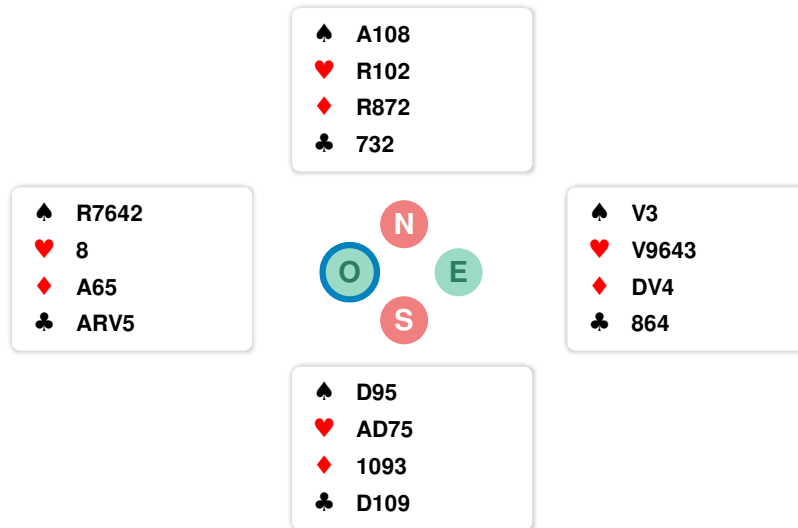 ♠ A108
♥ R102
♦ R872
♣ 732
♠ R7642
♥ 8
♦ A65
♣ ARV5
N
O E
S
♠ V3
♥ V9643
♦ DV4
♣ 864
♠ D95
♥ AD75
♦ 1093
♣ D109